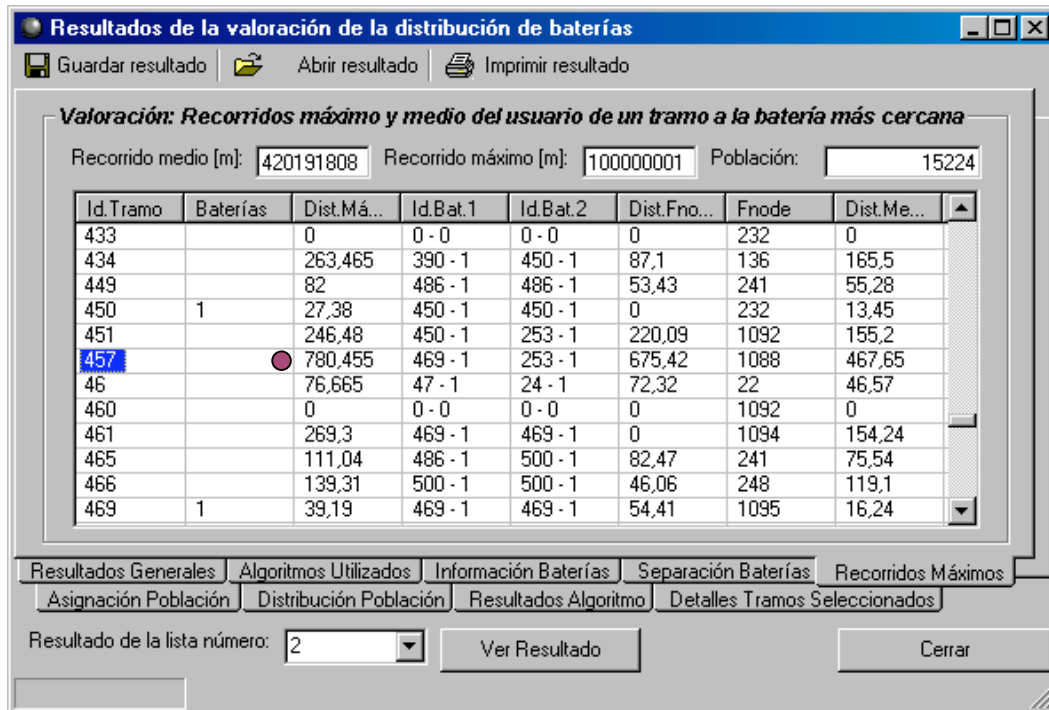 Resultados de la valoración de la distribución de baterías
Guardar resultado Abrir resultado Imprimir resultado
Valoración: Recorridos máximo y medio del usuario de un tramo a la batería más cercana
Recorrido medio [m]: 420191808 Recorrido máximo [m]: 100000001 Población: 15224
Id.Tramo Baterías Dist.Má... Id.Bat.1 Id.Bat.2 Dist.Fno... Fnode Dist.Me...
433 0 0 - 0 0 - 0 0 232 0
434 263,465 390 - 1 450 - 1 87,1 136 165,5
449 82 486 - 1 486 - 1 53,43 241 55,28
450 1 27,38 450 - 1 450 - 1 0 232 13,45
451 246,48 450 - 1 253 - 1 220,09 1092 155,2
457 780,455 469 - 1 253 - 1 675,42 1088 467,65
46 76,665 47 - 1 24 - 1 72,32 22 46,57
460 0 0 - 0 0 - 0 0 1092 0
461 269,3 469 - 1 469 - 1 0 1094 154,24
465 111,04 486 - 1 500 - 1 82,47 241 75,54
466 139,31 500 - 1 500 - 1 46,06 248 119,1
469 1 39,19 469 - 1 469 - 1 54,41 1095 16,24
Resultados Generales Algoritmos Utilizados Información Baterías Separación Baterías Recorridos Máximos
Asignación Población Distribución Población Resultados Algoritmo Detalles Tramos Seleccionados
Resultado de la lista número: 2 Ver Resultado Cerrar